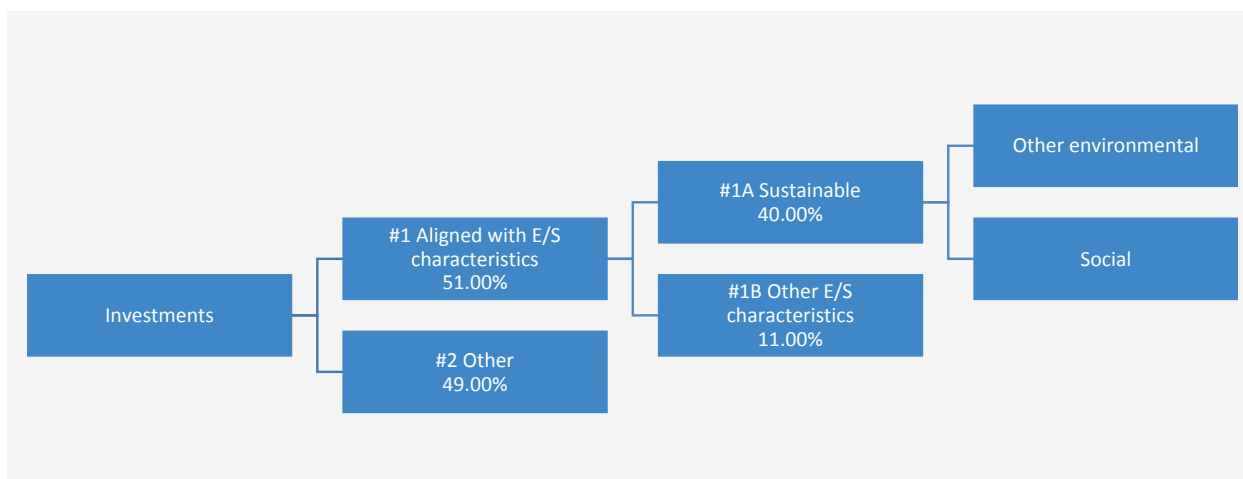 Investments
#1 Aligned with E/S
characteristics
51.00%
#2 Other
49.00%
#1A Sustainable
40.00%
#1B Other E/S
characteristics
11.00%
Other environmental
Social